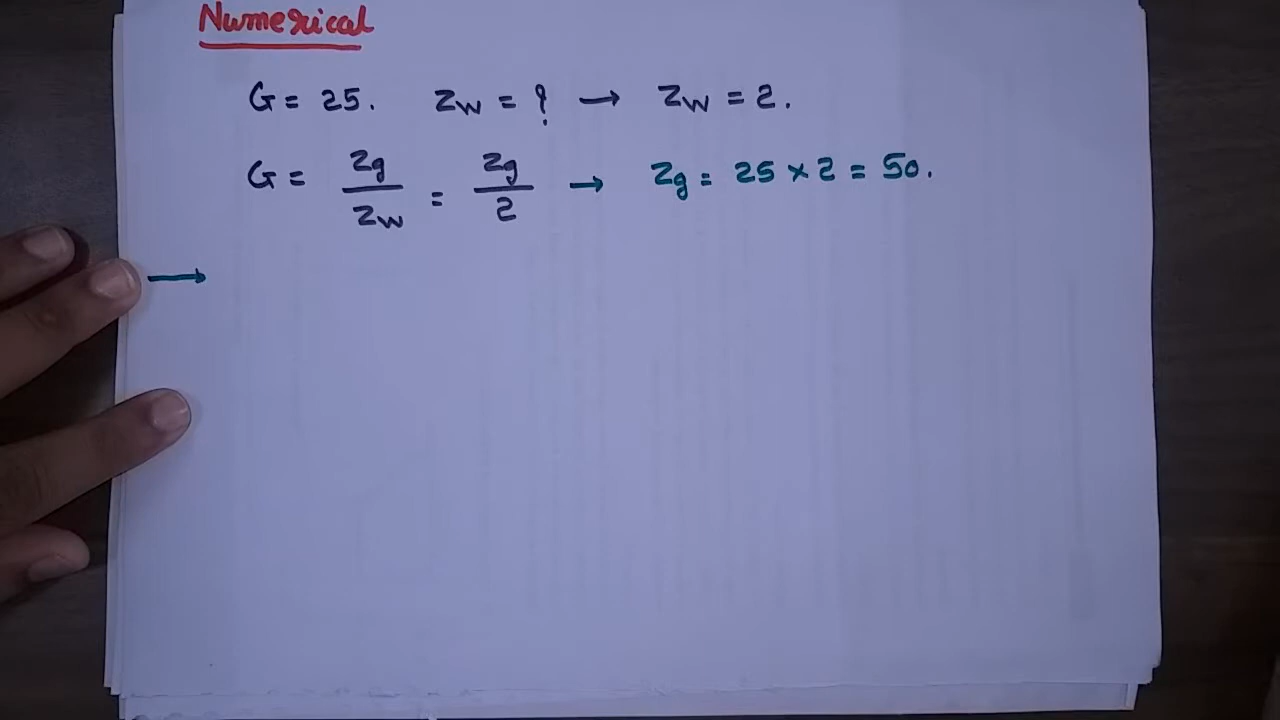 Numerical
G = 25. Zw = ? → Zw = 2.
G = Zg/Zw = Zg/2 → Zg = 25 × 2 = 50.
→